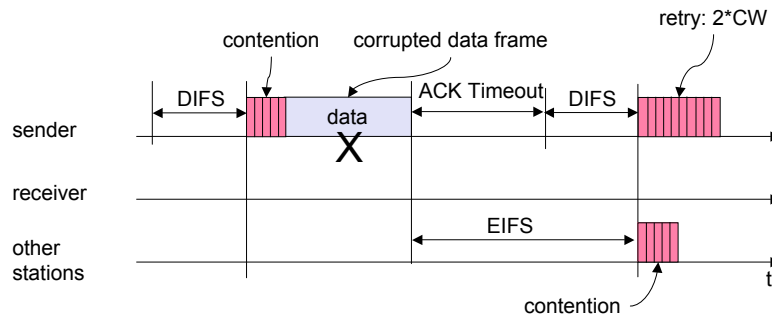 retry: 2*CW
contention
corrupted data frame
DIFS
ACK Timeout
DIFS
data
sender
X
receiver
EIFS
other
stations
t
contention